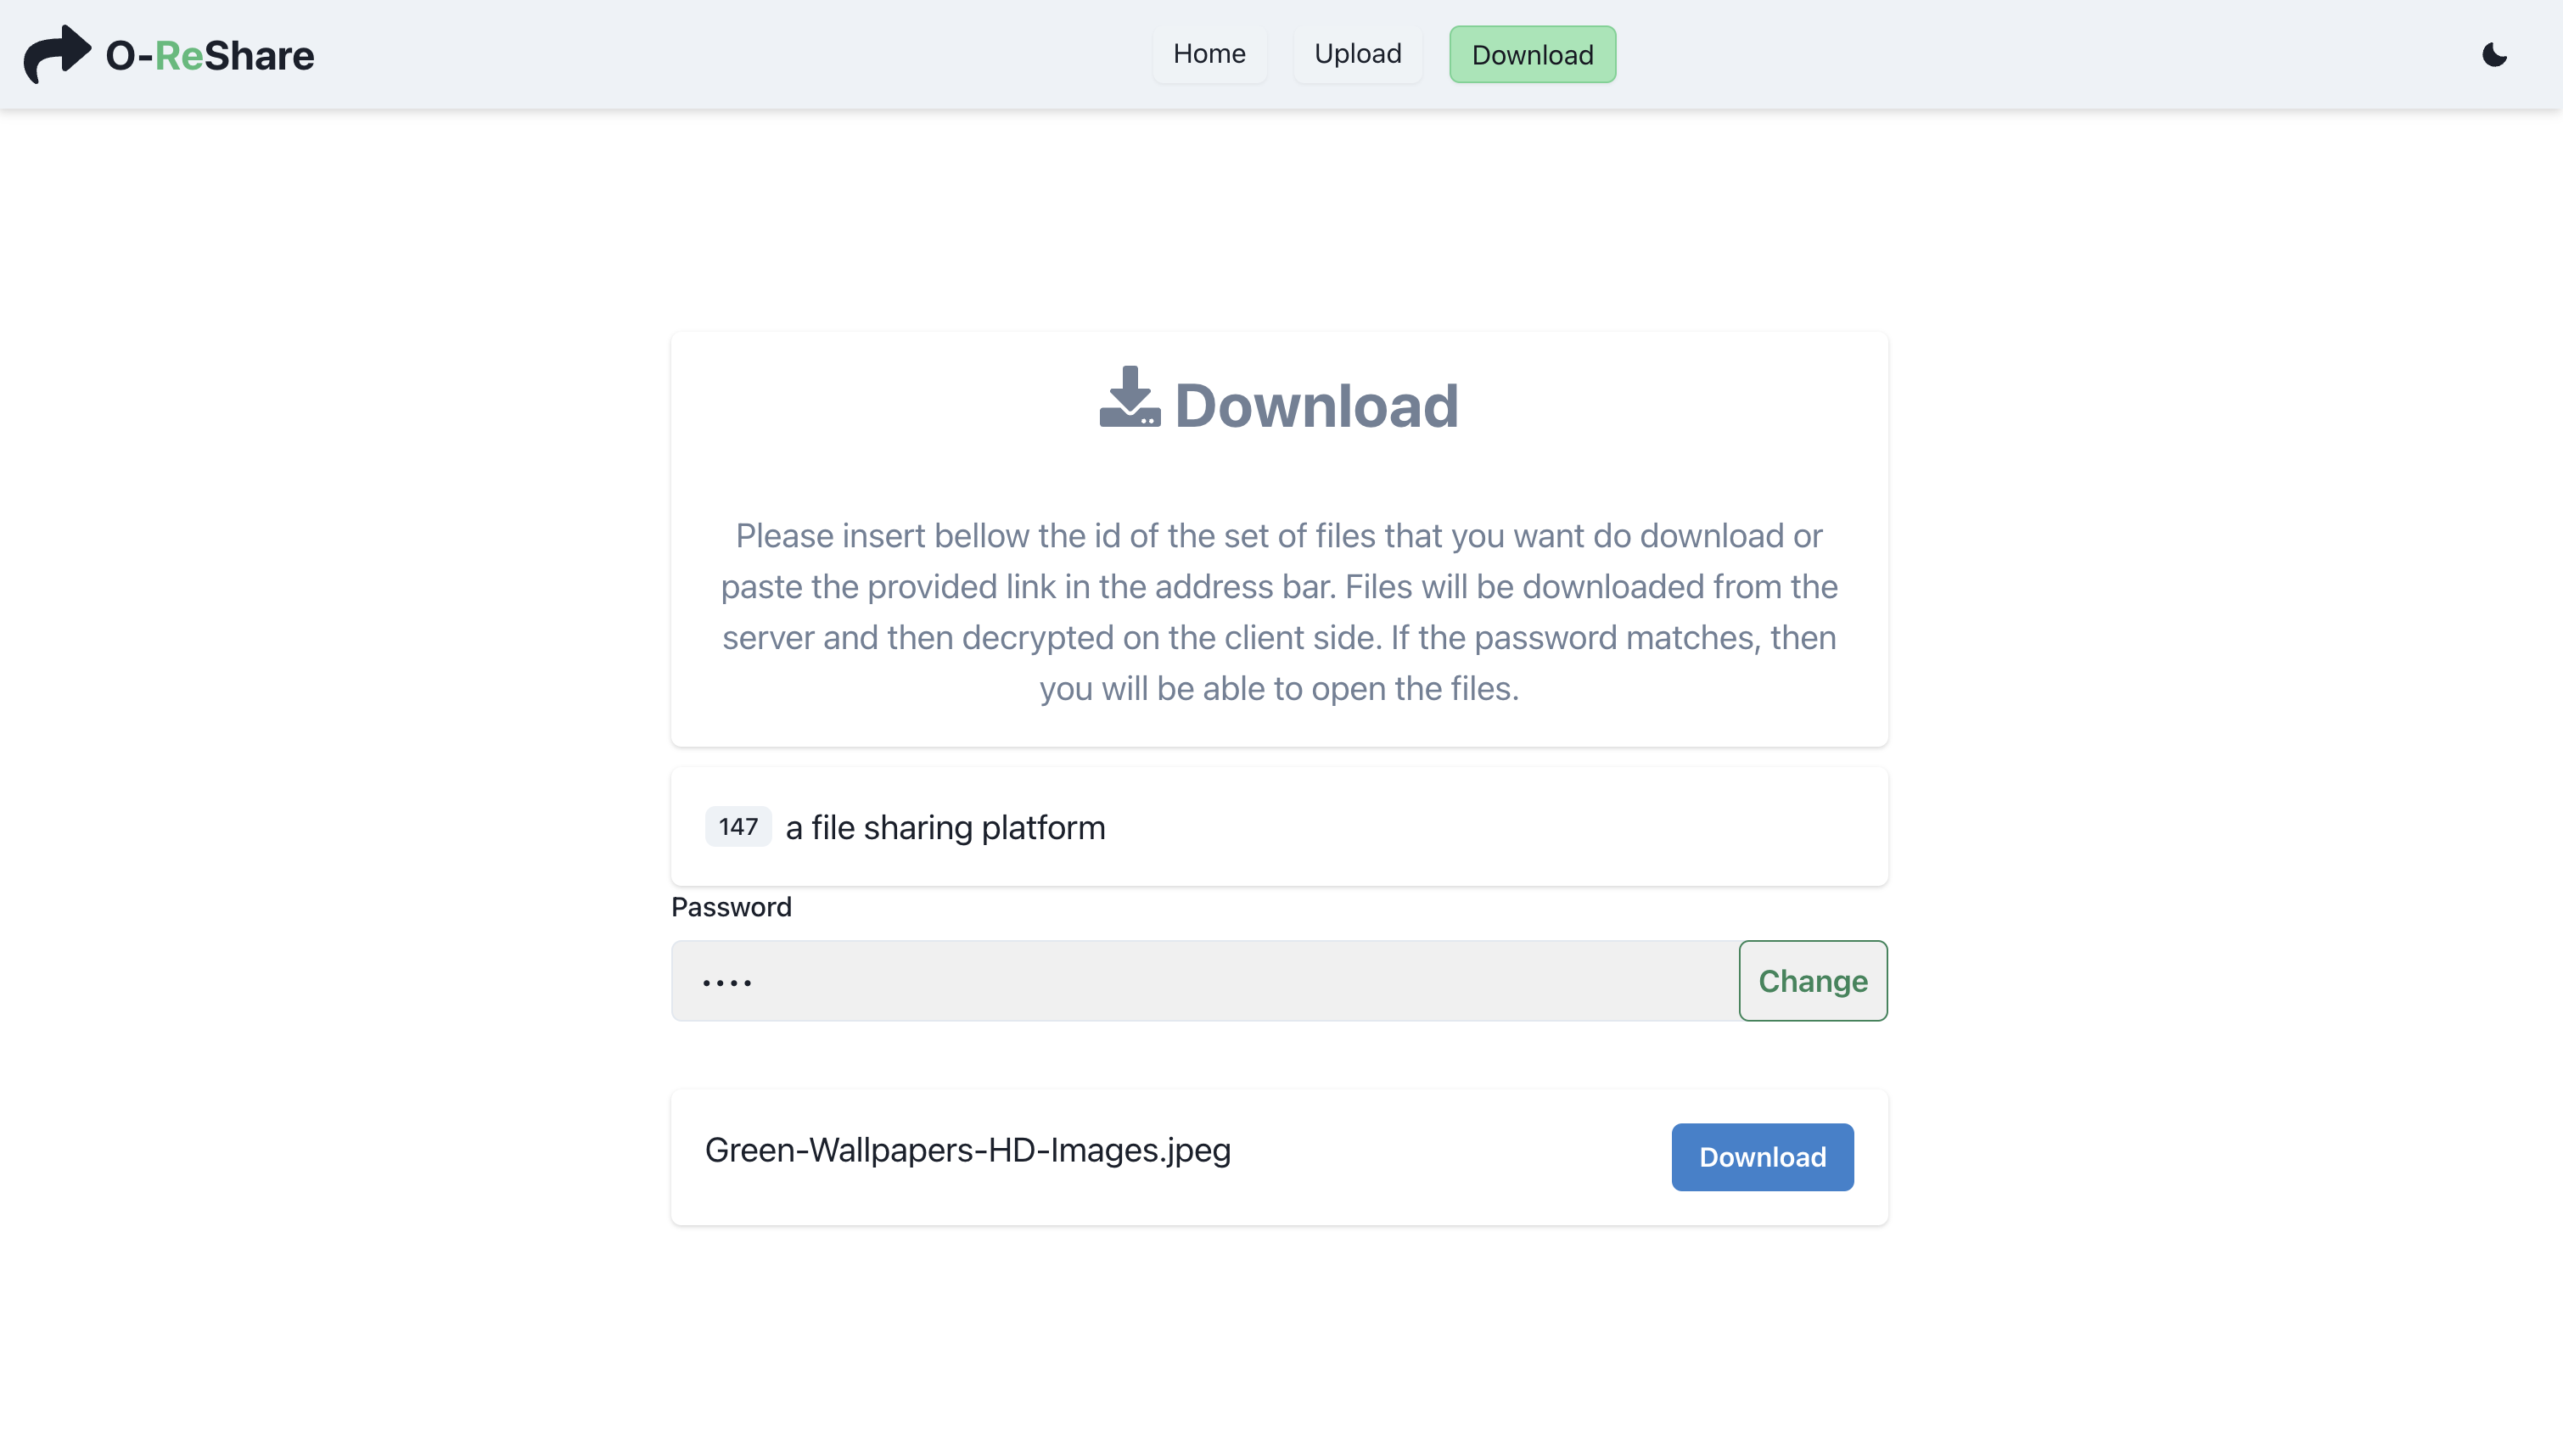 O-ReShare
Home
Upload
Download
Download
Please insert bellow the id of the set of files that you want do download or
paste the provided link in the address bar. Files will be downloaded from the
server and then decrypted on the client side. If the password matches, then
you will be able to open the files.
147 a file sharing platform
Password
••••
Change
Green-Wallpapers-HD-Images.jpeg
Download